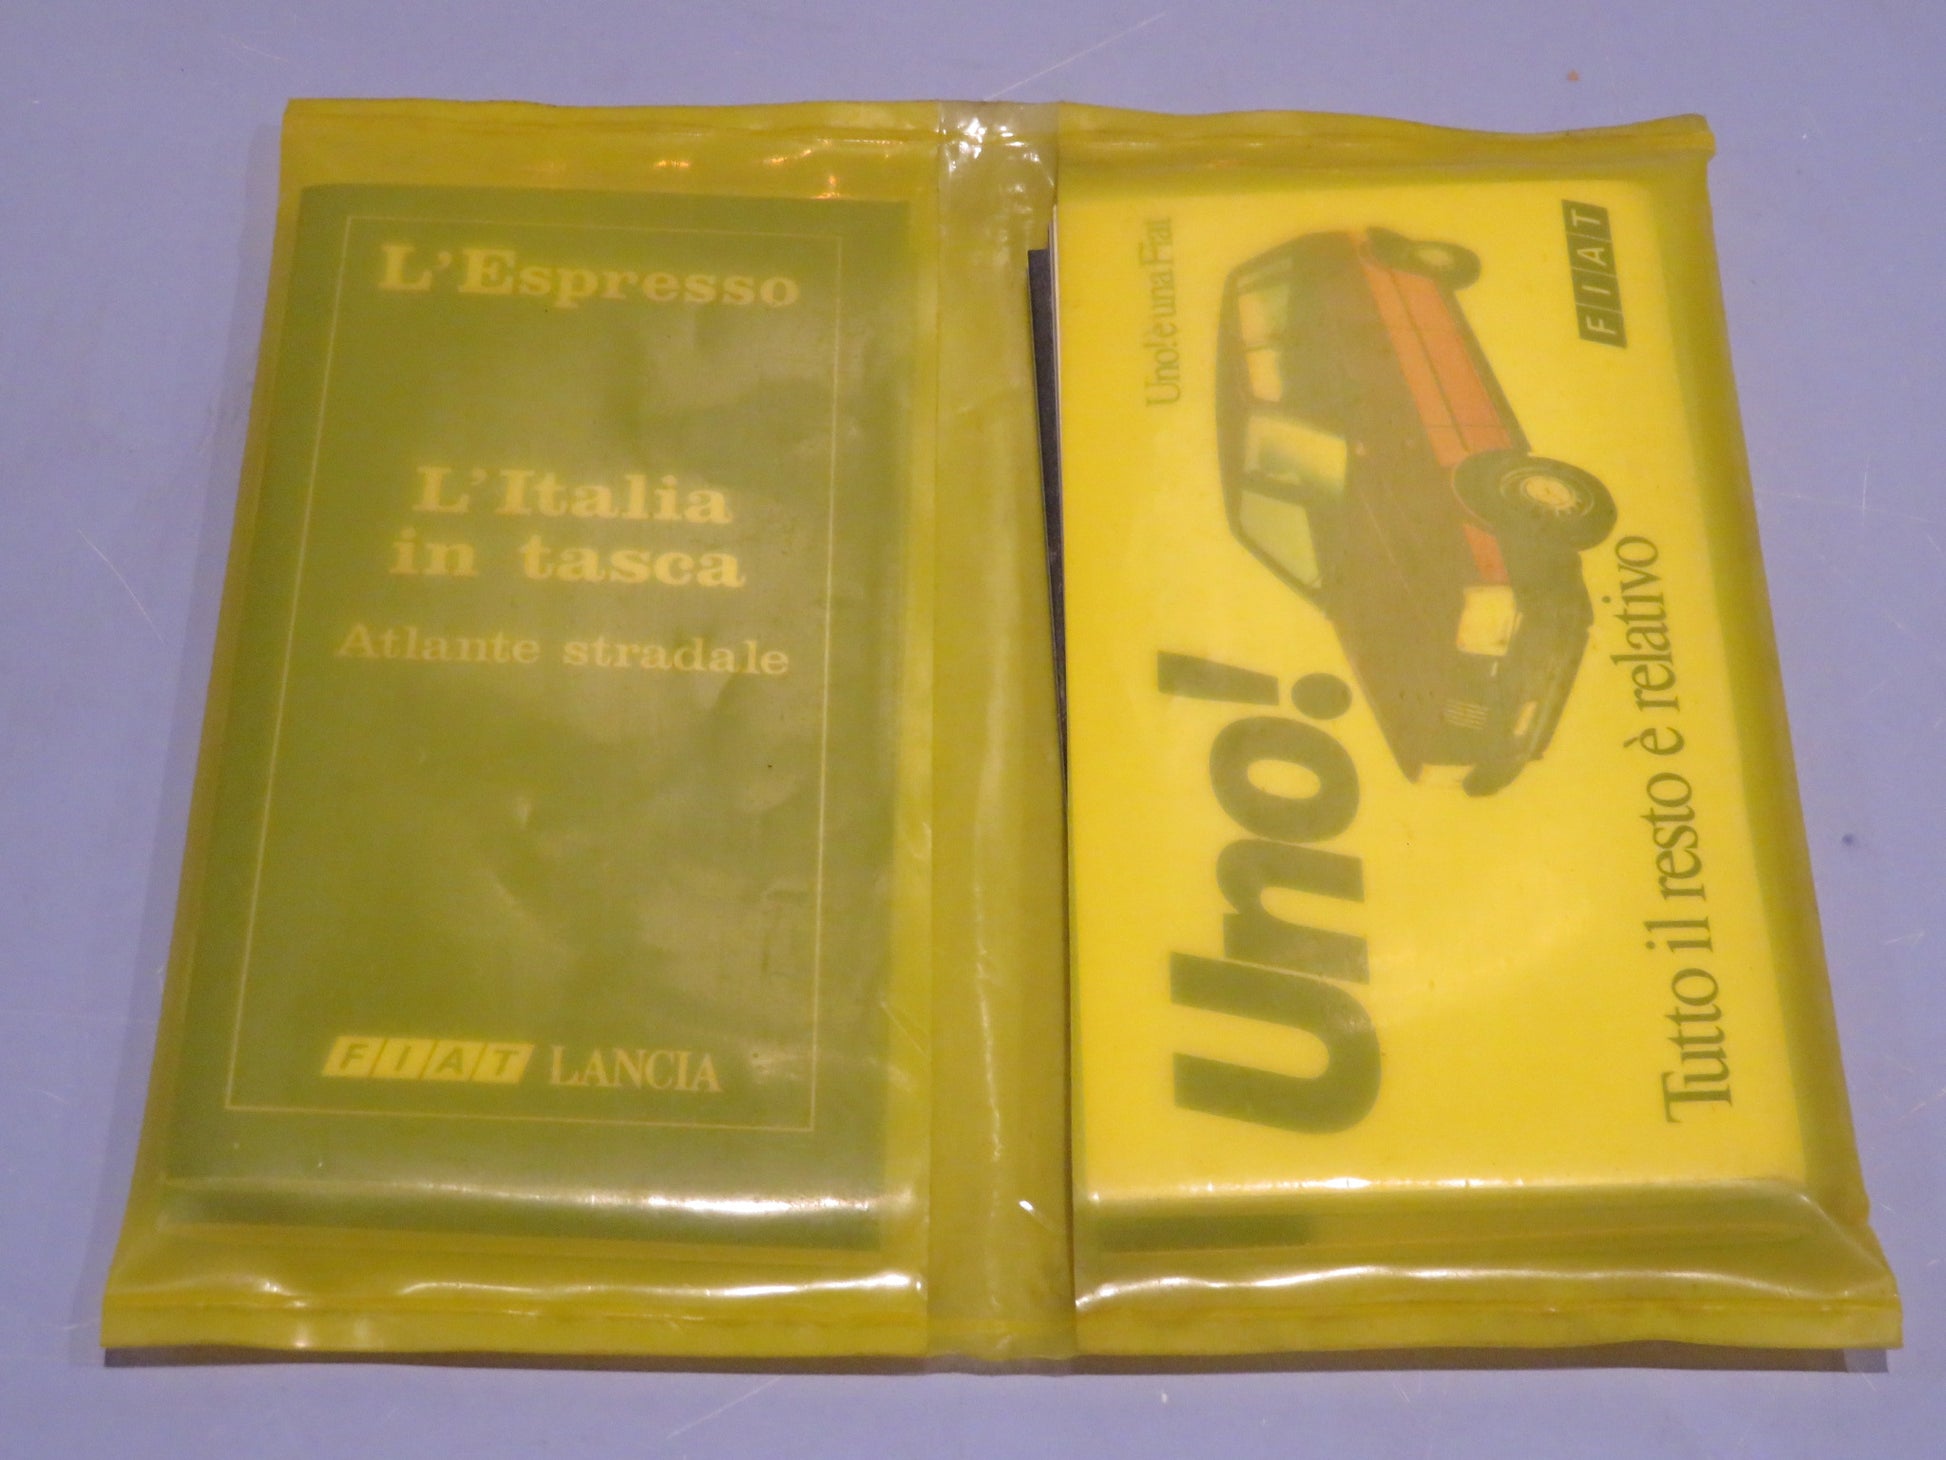 L'Espresso
L'Italia
in tasca
Atlante stradale
FIAT LANCIA
Uno! è una Fiat
FIAT
Uno!
Tutto il resto è relativo